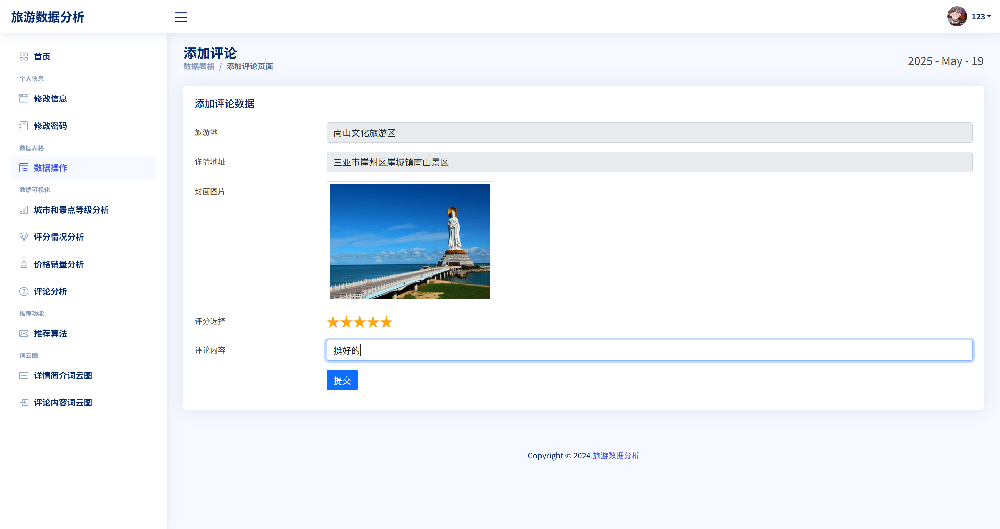 旅游数据分析
123
首页
个人信息
修改信息
修改密码
数据表格
数据操作
数据可视化
城市和景点等级分析
评分情况分析
价格销量分析
评论分析
推荐功能
推荐算法
词云图
详情简介词云图
评论内容词云图
添加评论
数据表格 / 添加评论页面
2025 - May - 19
添加评论数据
旅游地
南山文化旅游区
详情地址
三亚市崖州区崖城镇南山景区
封面图片
评分选择
评论内容
挺好的
提交
Copyright © 2024.旅游数据分析